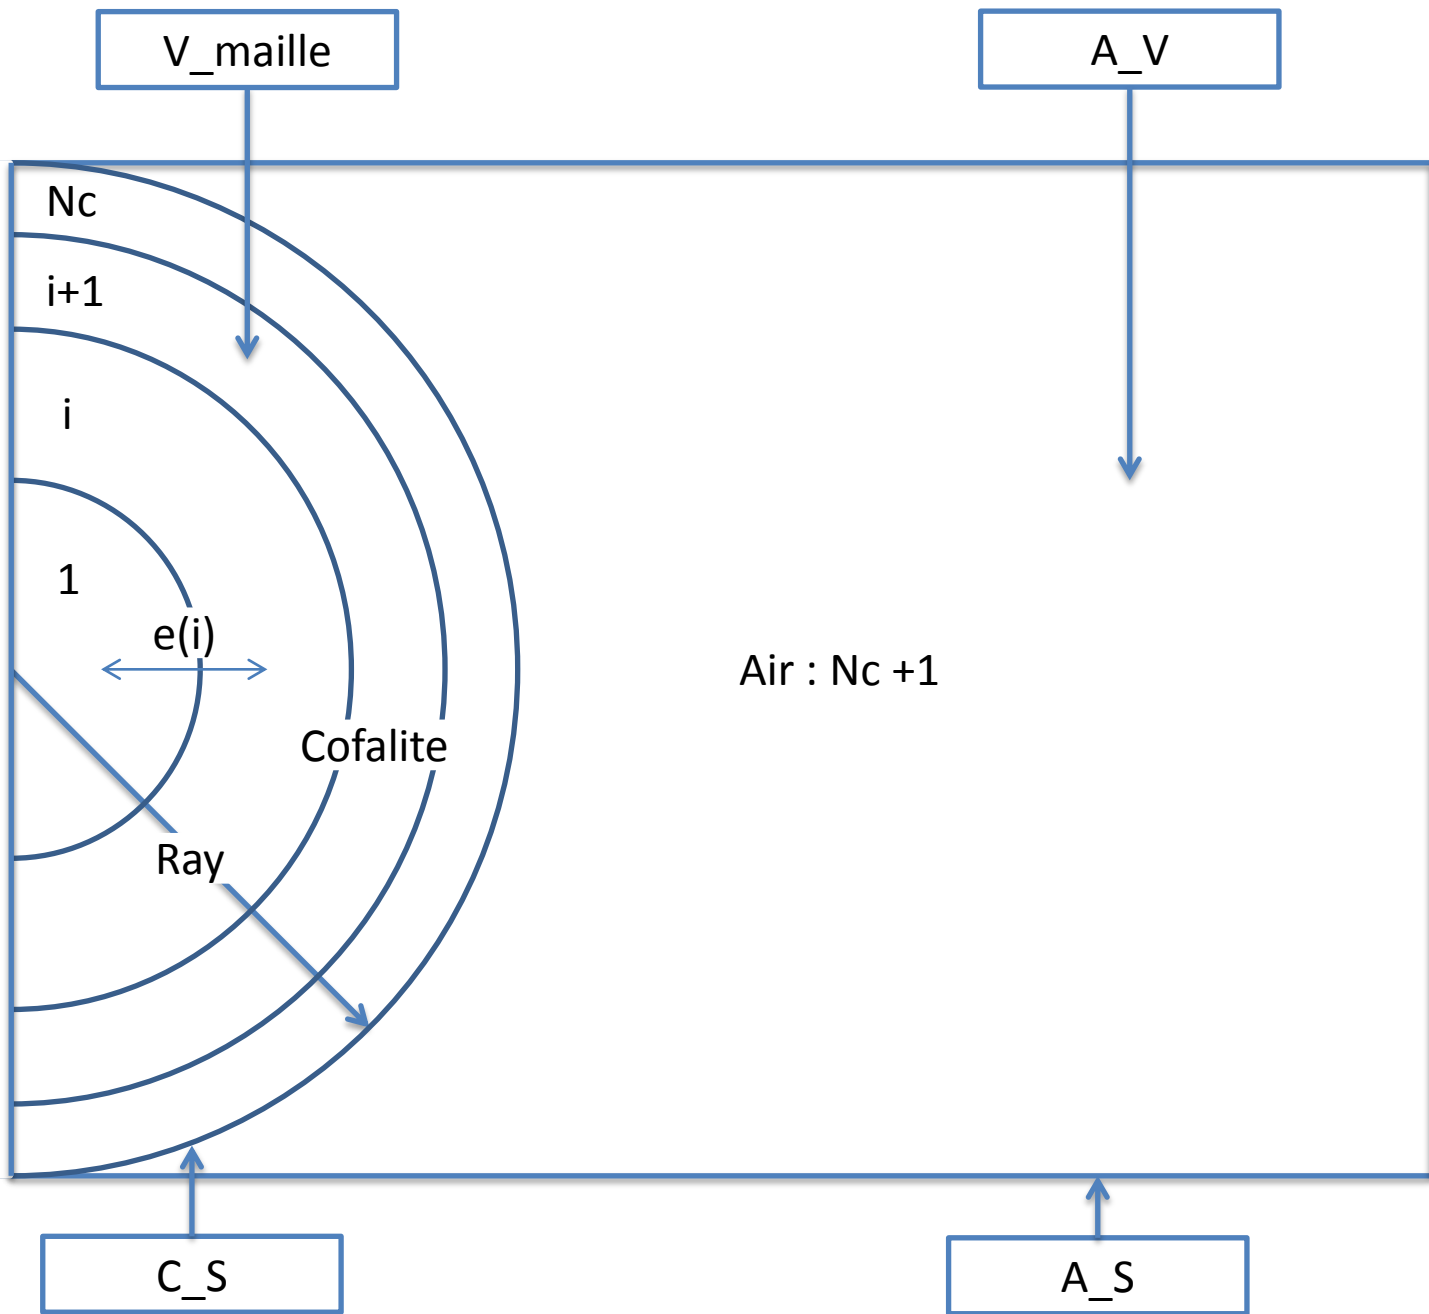 V_maille
A_V
Nc
i+1
i
1
e(i)
Air : Nc +1
Cofalite
Ray
C_S
A_S